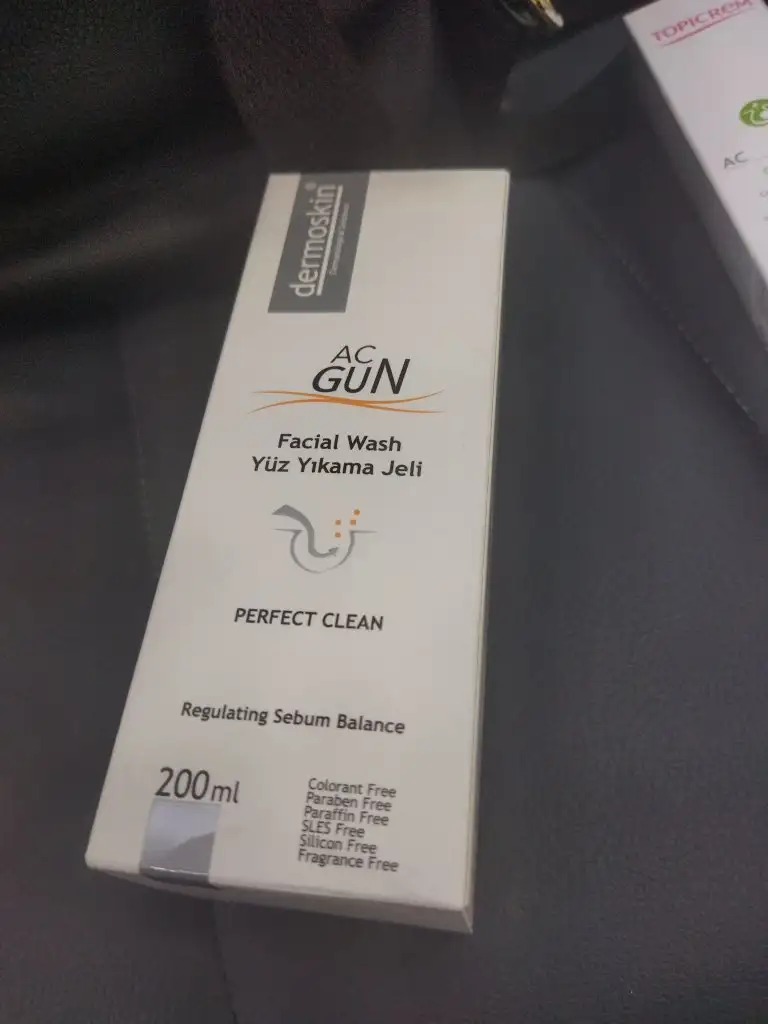 dermoskin®
AC
GUN
Facial Wash
Yüz Yıkama Jeli
PERFECT CLEAN
Regulating Sebum Balance
200ml
Colorant Free
Paraben Free
Paraffin Free
SLES Free
Silicon Free
Fragrance Free
TOPICREM
AC